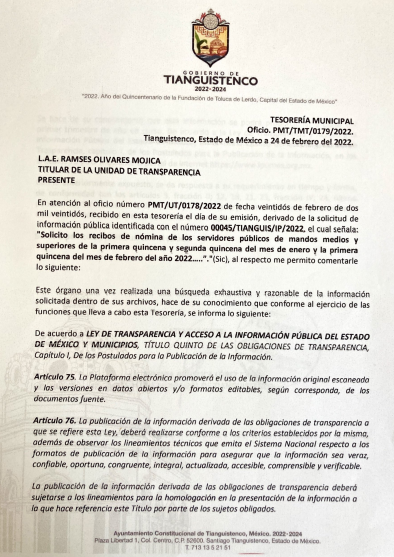 GOBIERNO DE
TIANGUISTENCO
2022-2024
"2022. Año del Quincentenario de la Fundación de Toluca de Lerdo, Capital del Estado de México"
TESORERÍA MUNICIPAL
Oficio. PMT/TMT/0179/2022.
Tianguistenco, Estado de México a 24 de febrero del 2022.
L.A.E. RAMSES OLIVARES MOJICA
TITULAR DE LA UNIDAD DE TRANSPARENCIA
PRESENTE
En atención al oficio número PMT/UT/0178/2022 de fecha veintidós de febrero de dos
mil veintidós, recibido en esta tesorería el día de su emisión, derivado de la solicitud de
información pública identificada con el número 00045/TIANGUIS/IP/2022, el cual señala:
"Solicito los recibos de nómina de los servidores públicos de mandos medios y
superiores de la primera quincena y segunda quincena del mes de enero y la primera
quincena del mes de febrero del año 2022.....”."(Sic), al respecto me permito comentarle
lo siguiente:
Este órgano una vez realizada una búsqueda exhaustiva y razonable de la información
solicitada dentro de sus archivos, hace de su conocimiento que conforme al ejercicio de las
funciones que lleva a cabo esta Tesorería, se informa lo siguiente:
De acuerdo a LEY DE TRANSPARENCIA Y ACCESO A LA INFORMACIÓN PÚBLICA DEL ESTADO
DE MÉXICO Y MUNICIPIOS, TÍTULO QUINTO DE LAS OBLIGACIONES DE TRANSPARENCIA,
Capítulo I, De los Postulados para la Publicación de la Información.
Artículo 75. La Plataforma electrónica promoverá el uso de la información original escaneada
y las versiones en datos abiertos y/o formatos editables, según corresponda, de los
documentos fuente.
Artículo 76. La publicación de la información derivada de las obligaciones de transparencia a
que se refiere esta Ley, deberá realizarse conforme a los criterios establecidos por la misma,
además de observar los lineamientos técnicos que emita el Sistema Nacional respecto a los
formatos de publicación de la información para asegurar que la información sea veraz,
confiable, oportuna, congruente, integral, actualizada, accesible, comprensible y verificable.
La publicación de la información derivada de las obligaciones de transparencia deberá
sujetarse a los lineamientos para la homologación en la presentación de la información a
la que hace referencia este Título por parte de los sujetos obligados.
Ayuntamiento Constitucional de Tianguistenco, México. 2022-2024
Plaza Libertad 1, Col. Centro, C.P. 52600. Santiago Tianguistenco, Estado de México.
T. 713 13 5 21 51